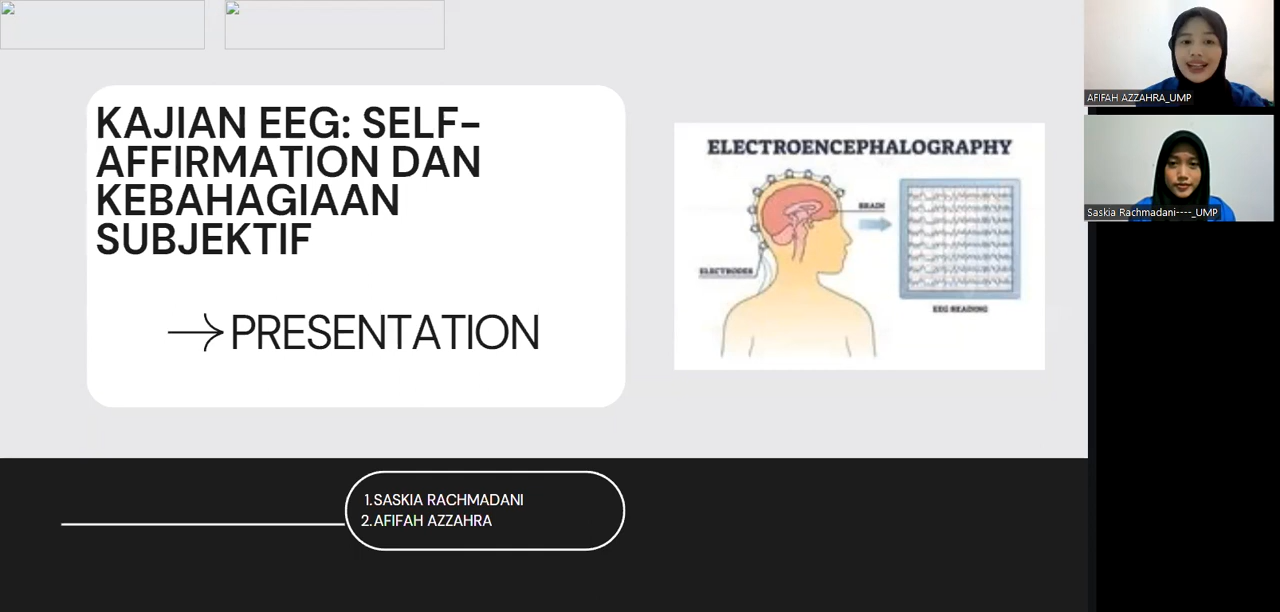 KAJIAN EEG: SELF-
AFFIRMATION DAN
KEBAHAGIAAN
SUBJEKTIF
PRESENTATION
ELECTROENCEPHALOGRAPHY
BRAIN
ELECTRODES
EEG READING
1.SASKIA RACHMADANI
2.AFIFAH AZZAHRA
AFIFAH AZZAHRA_UMP
Saskia Rachmadani----_UMP